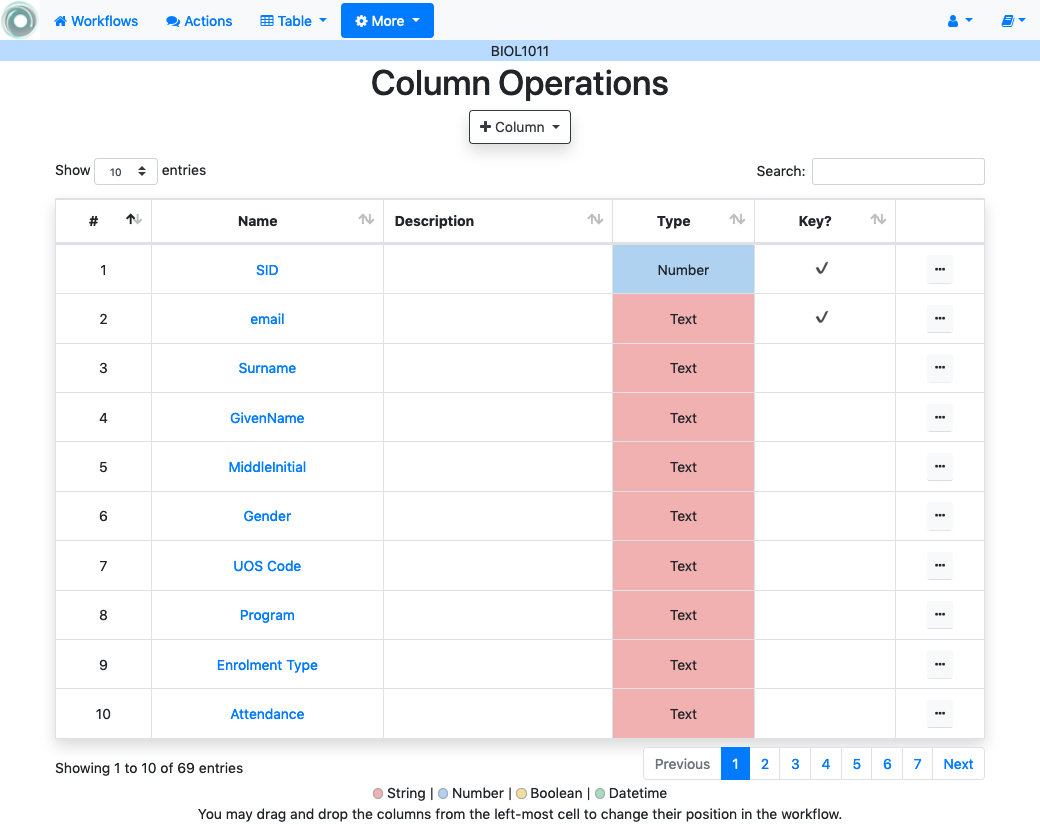 Workflows Actions Table More
BIOL1011
Column Operations
+ Column
Show 10 entries Search:
# Name Description Type Key?
1 SID Number ✓
2 email Text ✓
3 Surname Text
4 GivenName Text
5 MiddleInitial Text
6 Gender Text
7 UOS Code Text
8 Program Text
9 Enrolment Type Text
10 Attendance Text
Showing 1 to 10 of 69 entries Previous 1 2 3 4 5 6 7 Next
String | Number | Boolean | Datetime
You may drag and drop the columns from the left-most cell to change their position in the workflow.